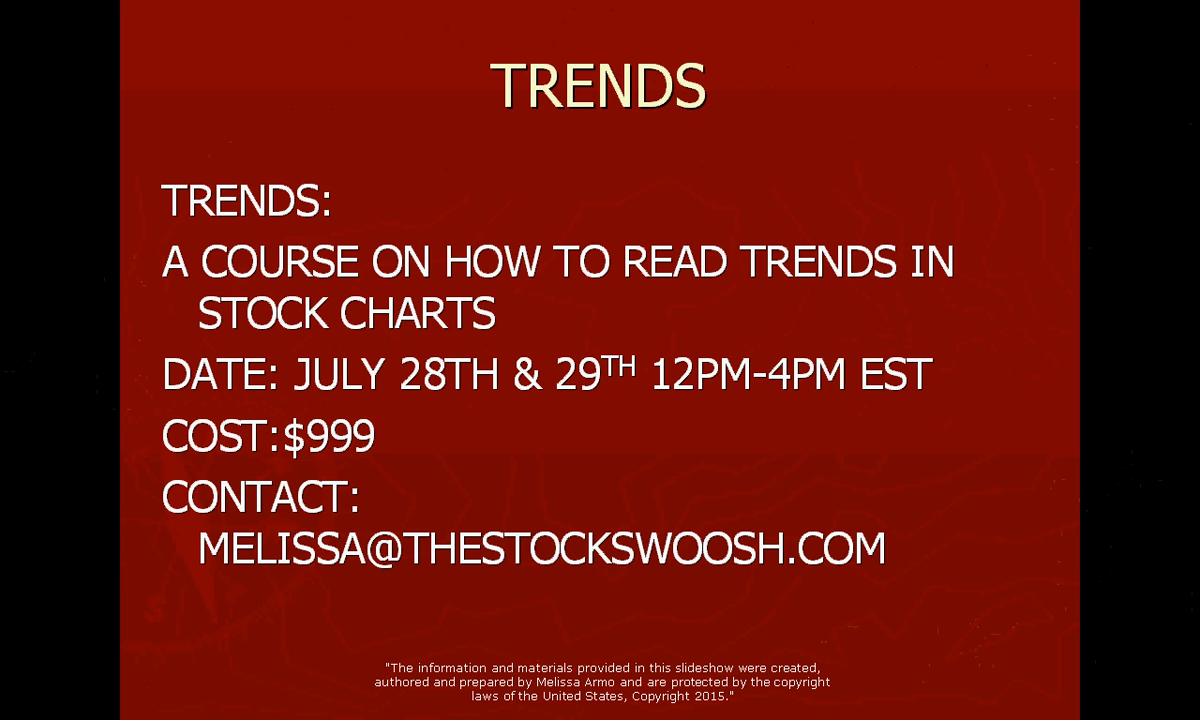 TRENDS
TRENDS:
A COURSE ON HOW TO READ TRENDS IN
STOCK CHARTS
DATE: JULY 28TH & 29TH 12PM-4PM EST
COST:$999
CONTACT:
MELISSA@THESTOCKSWOOSH.COM
"The information and materials provided in this slideshow were created,
authored and prepared by Melissa Armo and are protected by the copyright
laws of the United States, Copyright 2015."